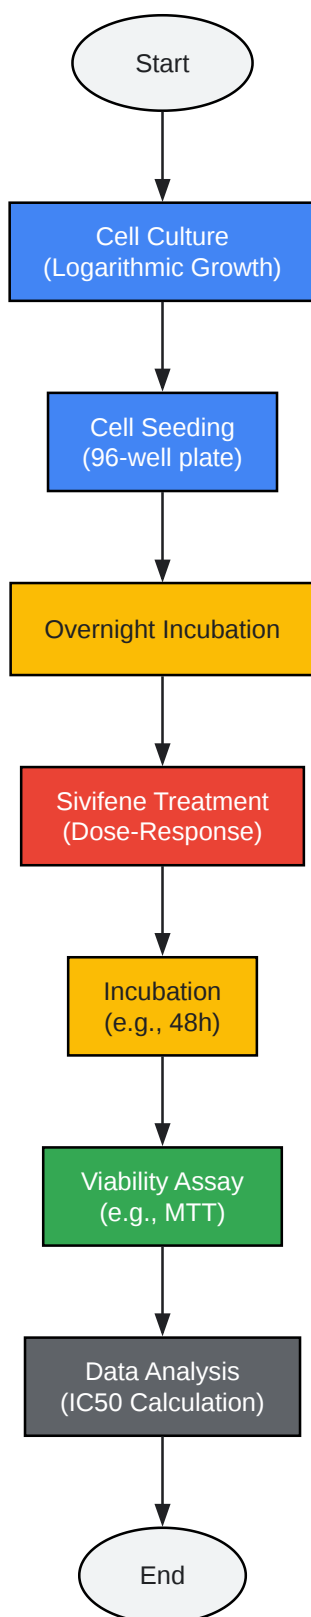 Start
Cell Culture
(Logarithmic Growth)
Cell Seeding
(96-well plate)
Overnight Incubation
Sivifene Treatment
(Dose-Response)
Incubation
(e.g., 48h)
Viability Assay
(e.g., MTT)
Data Analysis
(IC50 Calculation)
End